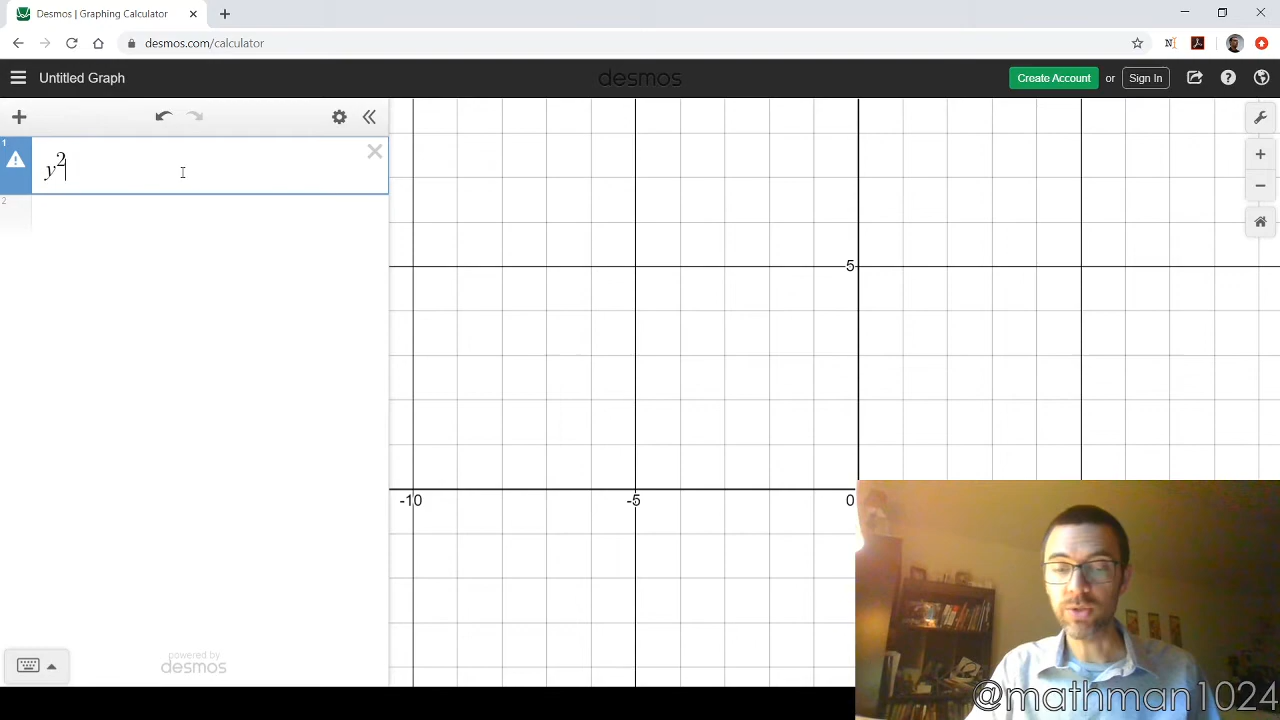 Desmos | Graphing Calculator
desmos.com/calculator
Untitled Graph
desmos
Create Account or Sign In
1
y²
2
5
-10 -5 0
powered by
desmos
@mathman1024